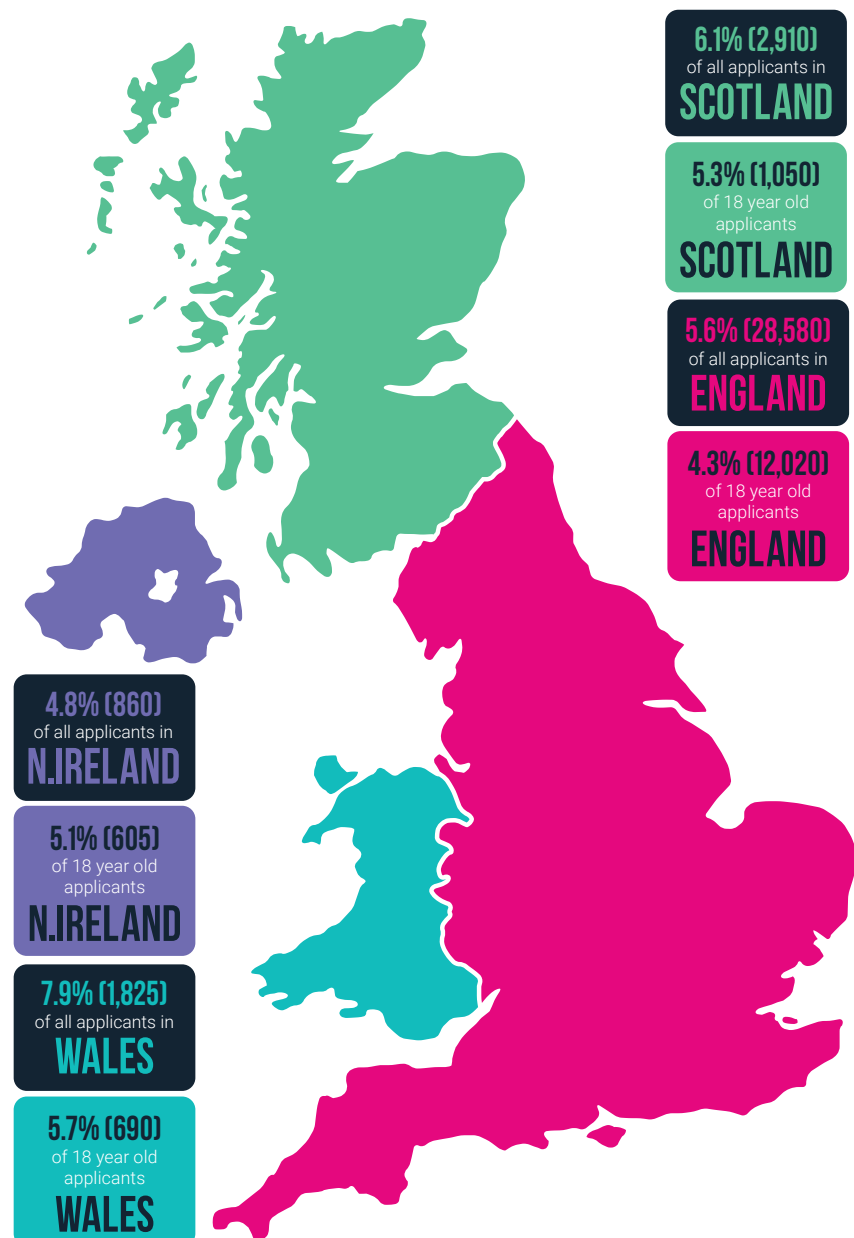 6.1% (2,910)
of all applicants in
SCOTLAND
5.3% (1,050)
of 18 year old
applicants
SCOTLAND
5.6% (28,580)
of all applicants in
ENGLAND
4.3% (12,020)
of 18 year old
applicants
ENGLAND
4.8% (860)
of all applicants in
N.IRELAND
5.1% (605)
of 18 year old
applicants
N.IRELAND
7.9% (1,825)
of all applicants in
WALES
5.7% (690)
of 18 year old
applicants
WALES